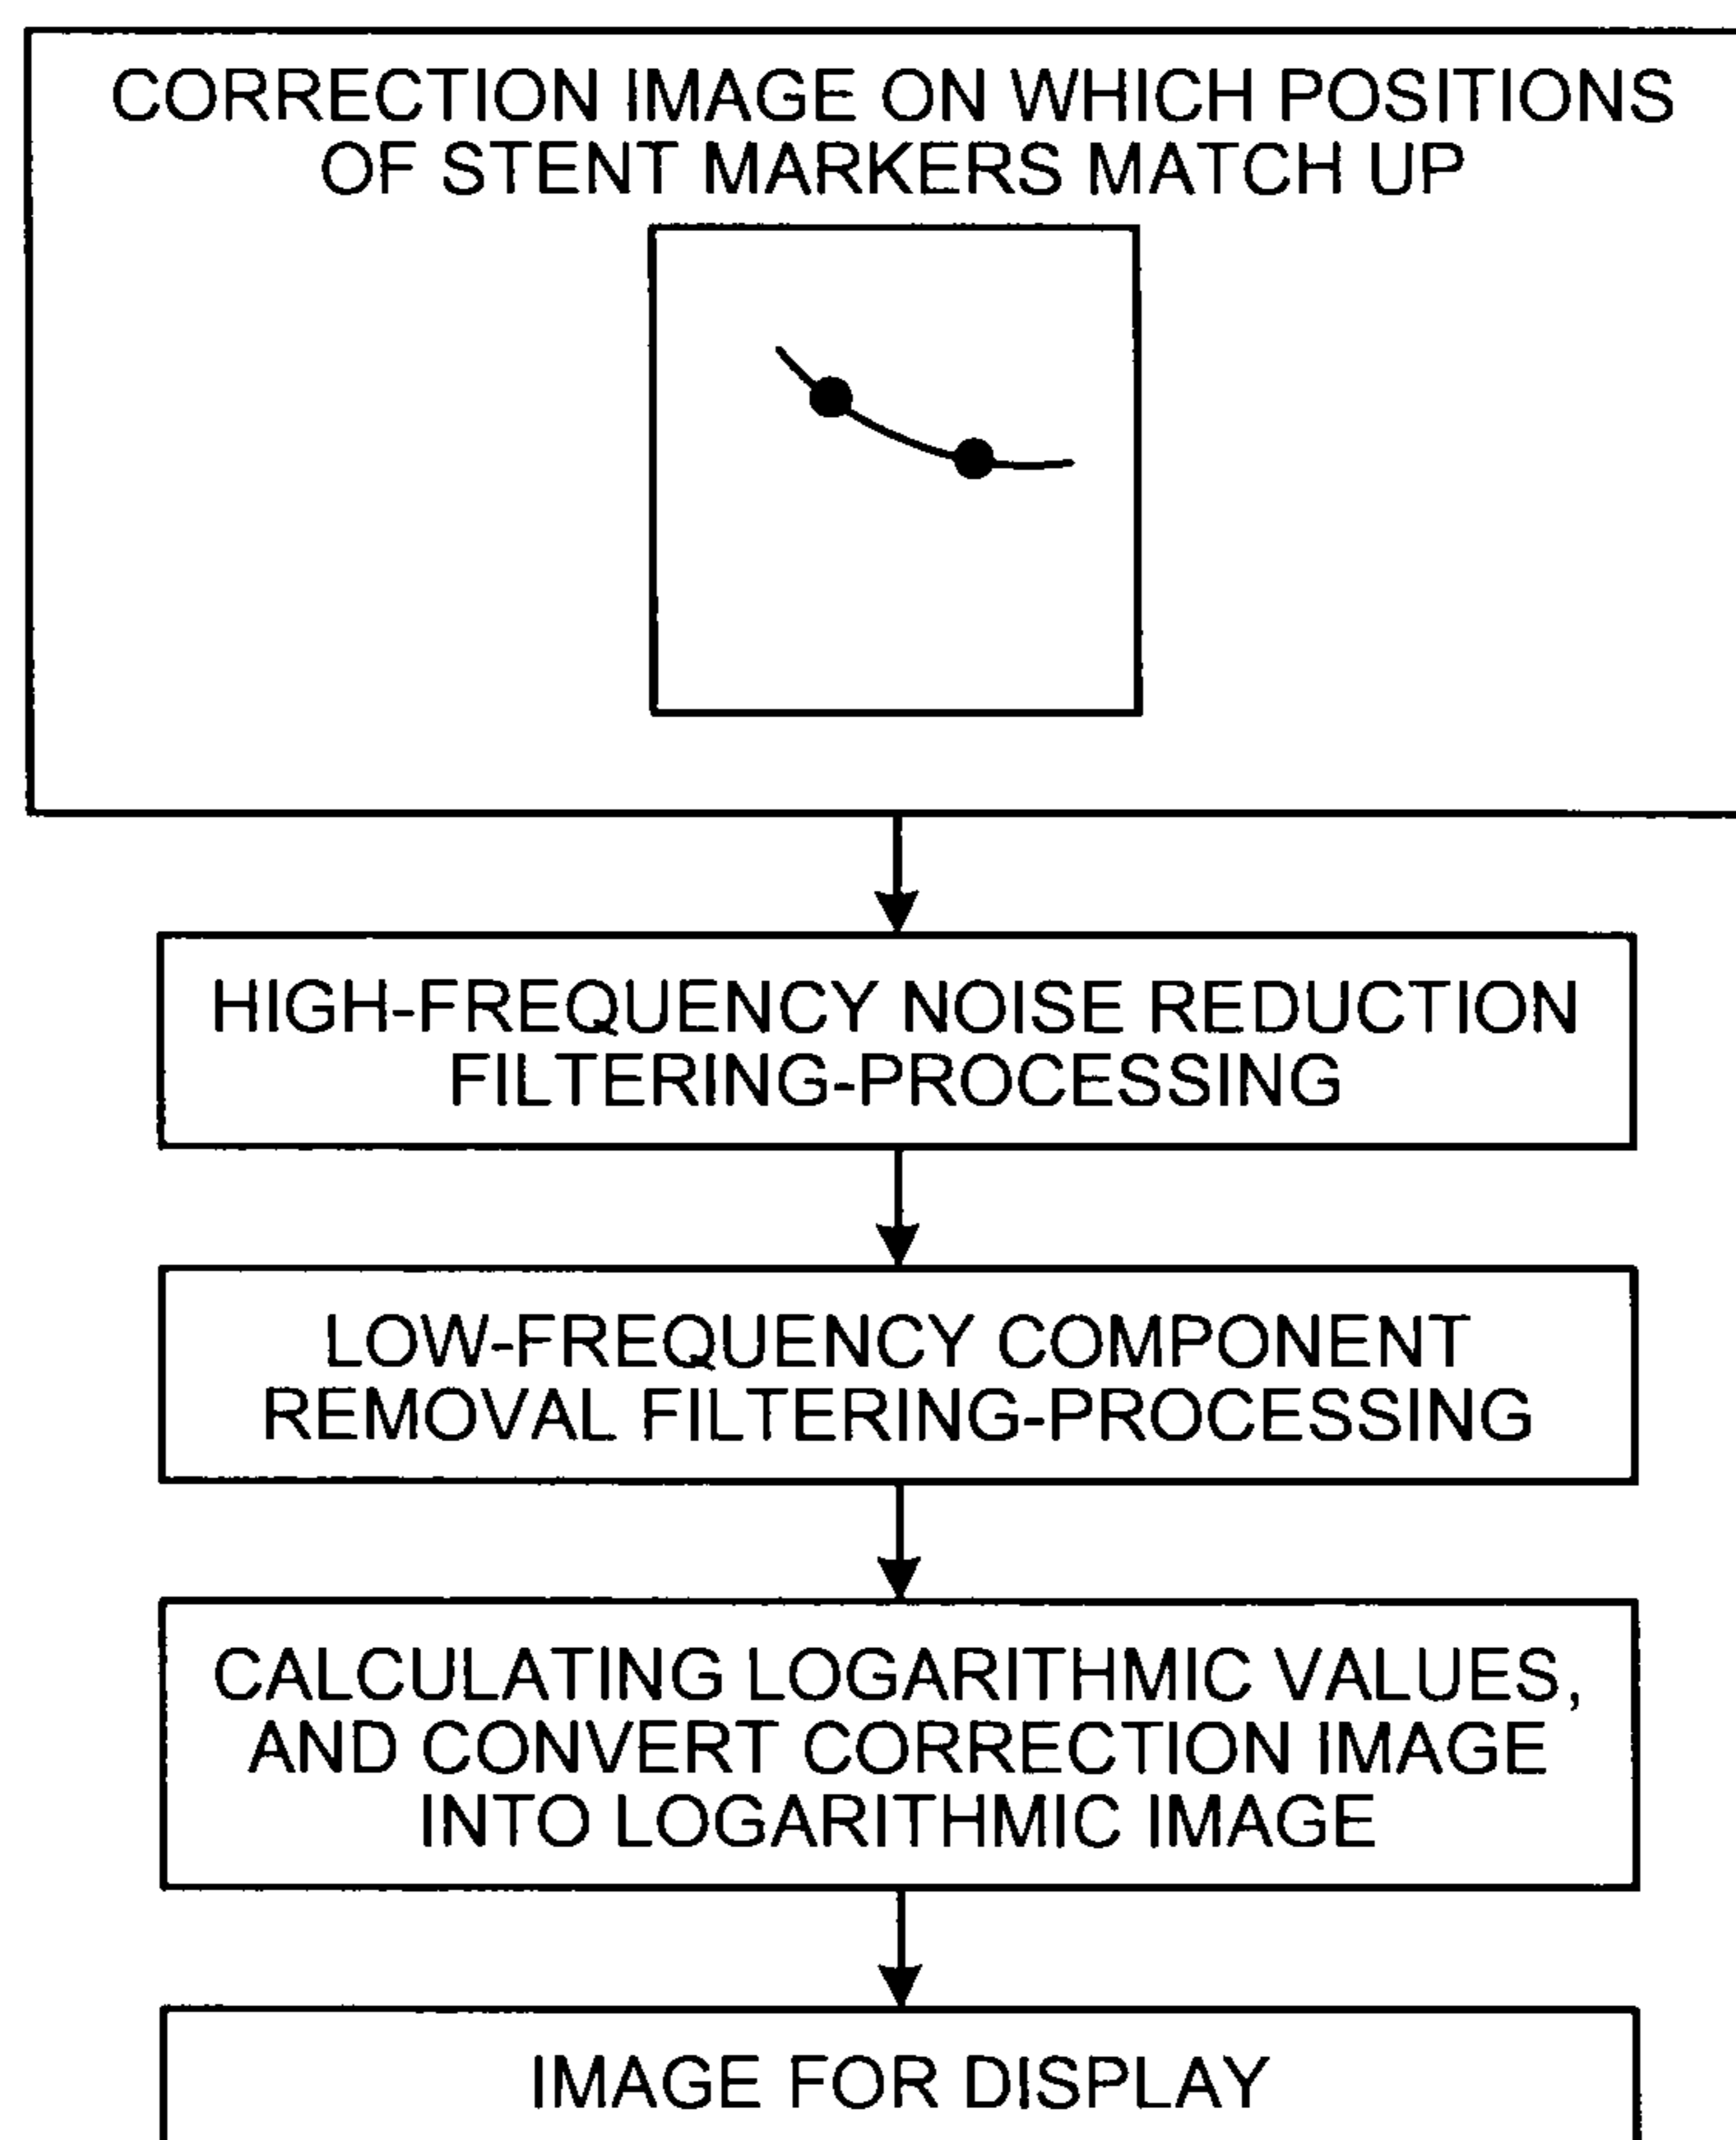 CORRECTION IMAGE ON WHICH POSITIONS
OF STENT MARKERS MATCH UP
HIGH-FREQUENCY NOISE REDUCTION
FILTERING-PROCESSING
LOW-FREQUENCY COMPONENT
REMOVAL FILTERING-PROCESSING
CALCULATING LOGARITHMIC VALUES,
AND CONVERT CORRECTION IMAGE
INTO LOGARITHMIC IMAGE
IMAGE FOR DISPLAY